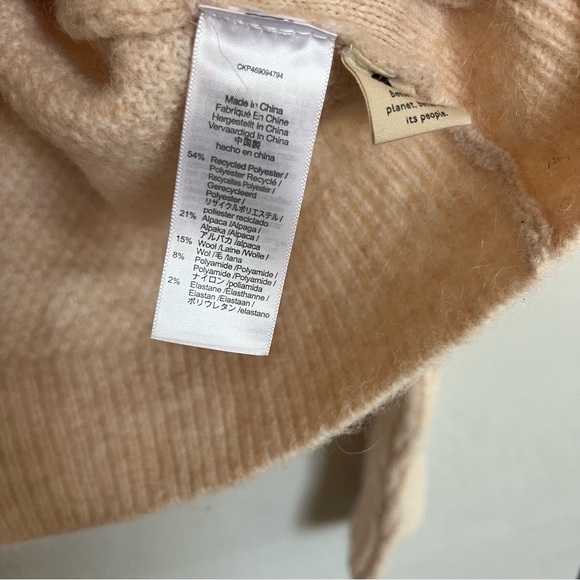 CKP469094794
Made in China
Fabriqué En Chine
Hergestellt in China
Vervaardigd In China
中国製
hecho en china
54% Recycled Polyester /
Polyester Recyclé /
Recyceltes Polyester /
Gerecycleerd
Polyester /
リサイクルポリエステル /
poliester reciclado
21% Alpaca /Alpaga /
Alpaka /Alpaca /
アルパカ /alpaca
15% Wool /Laine /Wolle /
Wol /毛 /lana
8% Polyamide /Polyamide /
Polyamide /Polyamide /
ナイロン /poliamida
2% Elastane /Élasthanne /
Elastan /Elastaan /
ポリウレタン /elastano
planet,
its people.